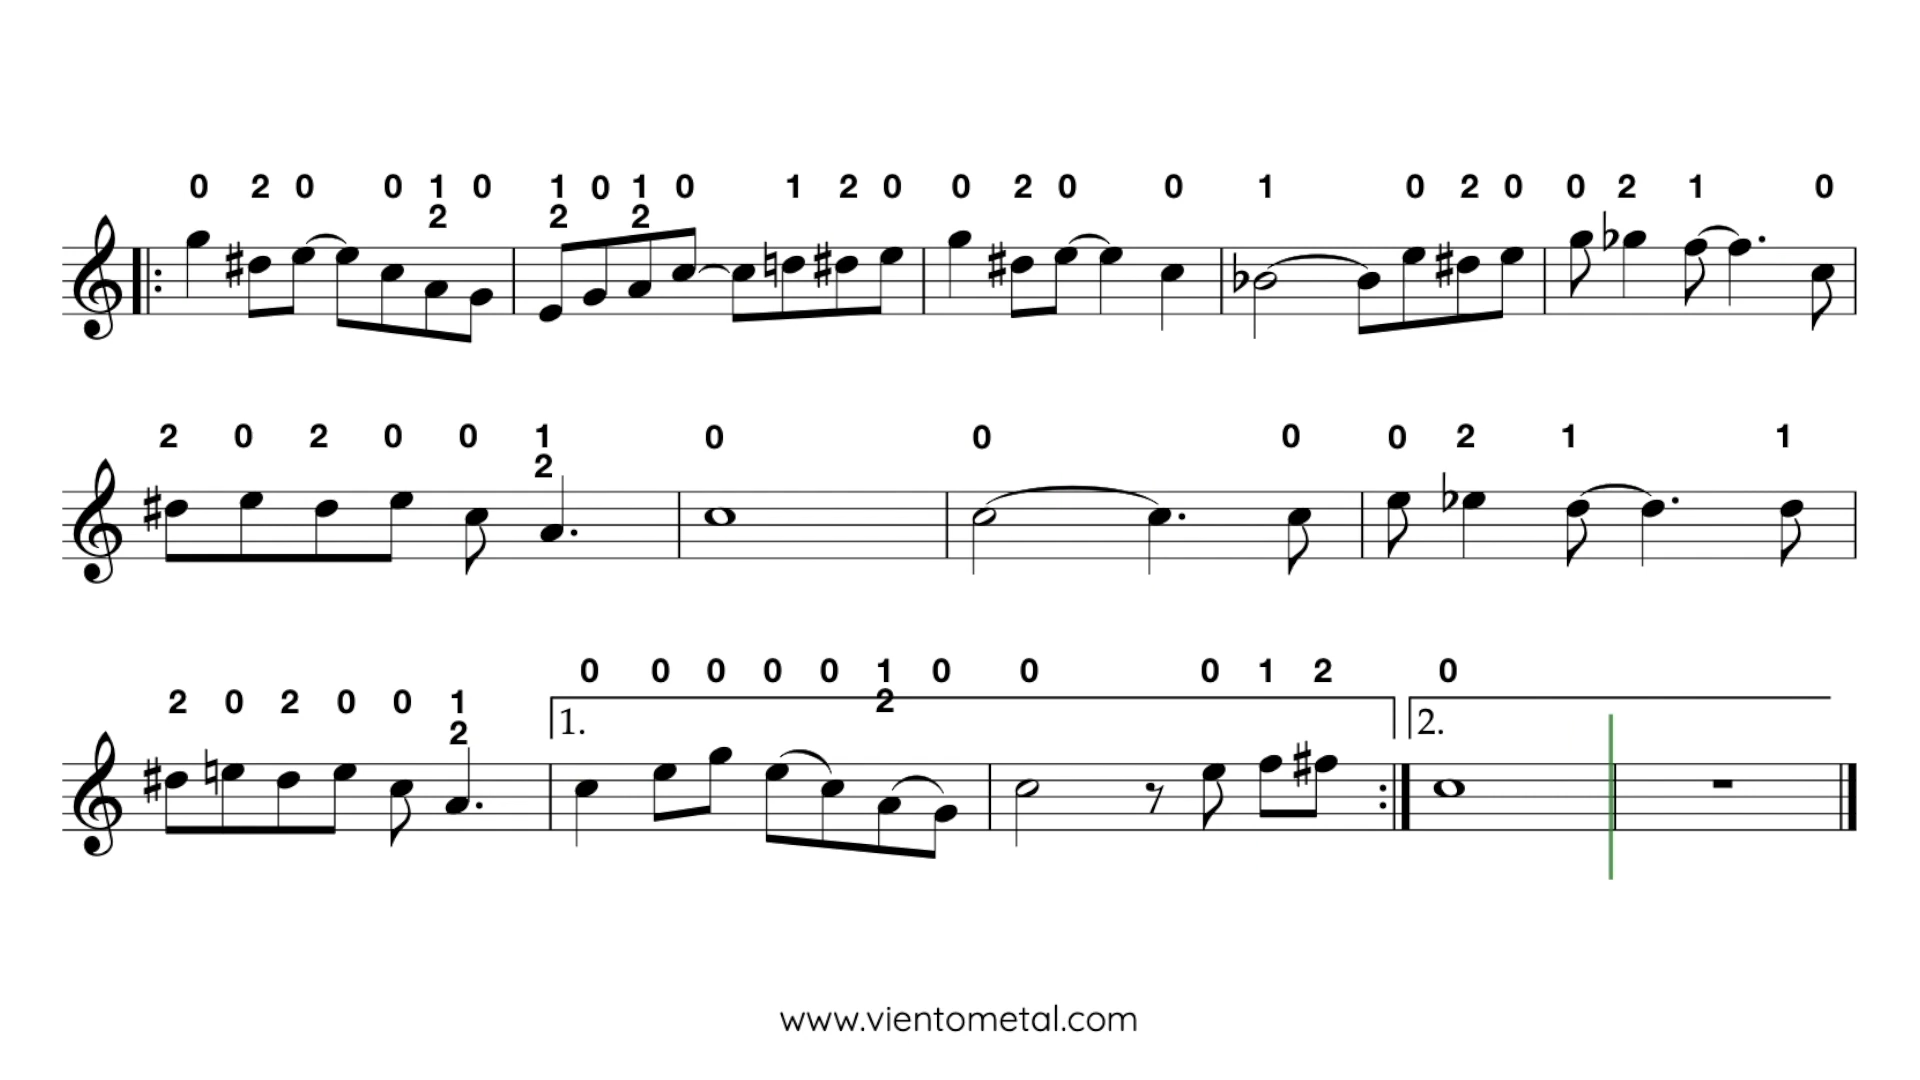 0 2 0 0 1 0 1 0 1 0 1 2 0 0 2 0 0 1 0 2 0 0 2 1 0
2 2 2
2 0 2 0 0 1 0 0 0 0 2 1 1
2
0 0 0 0 0 1 0 0 0 1 2 0
2 0 2 0 0 1 2
2 1. 2.
www.vientometal.com